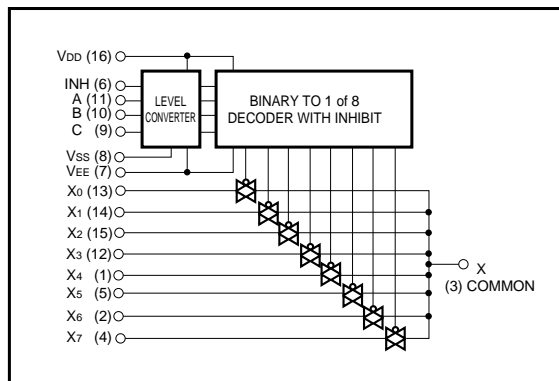 VDD (16)
INH (6)
A (11)
B (10)
C (9)
LEVEL
CONVERTER
BINARY TO 1 of 8
DECODER WITH INHIBIT
VSS (8)
VEE (7)
X0 (13)
X1 (14)
X2 (15)
X3 (12)
X4 (1)
X5 (5)
X6 (2)
X7 (4)
X
(3) COMMON